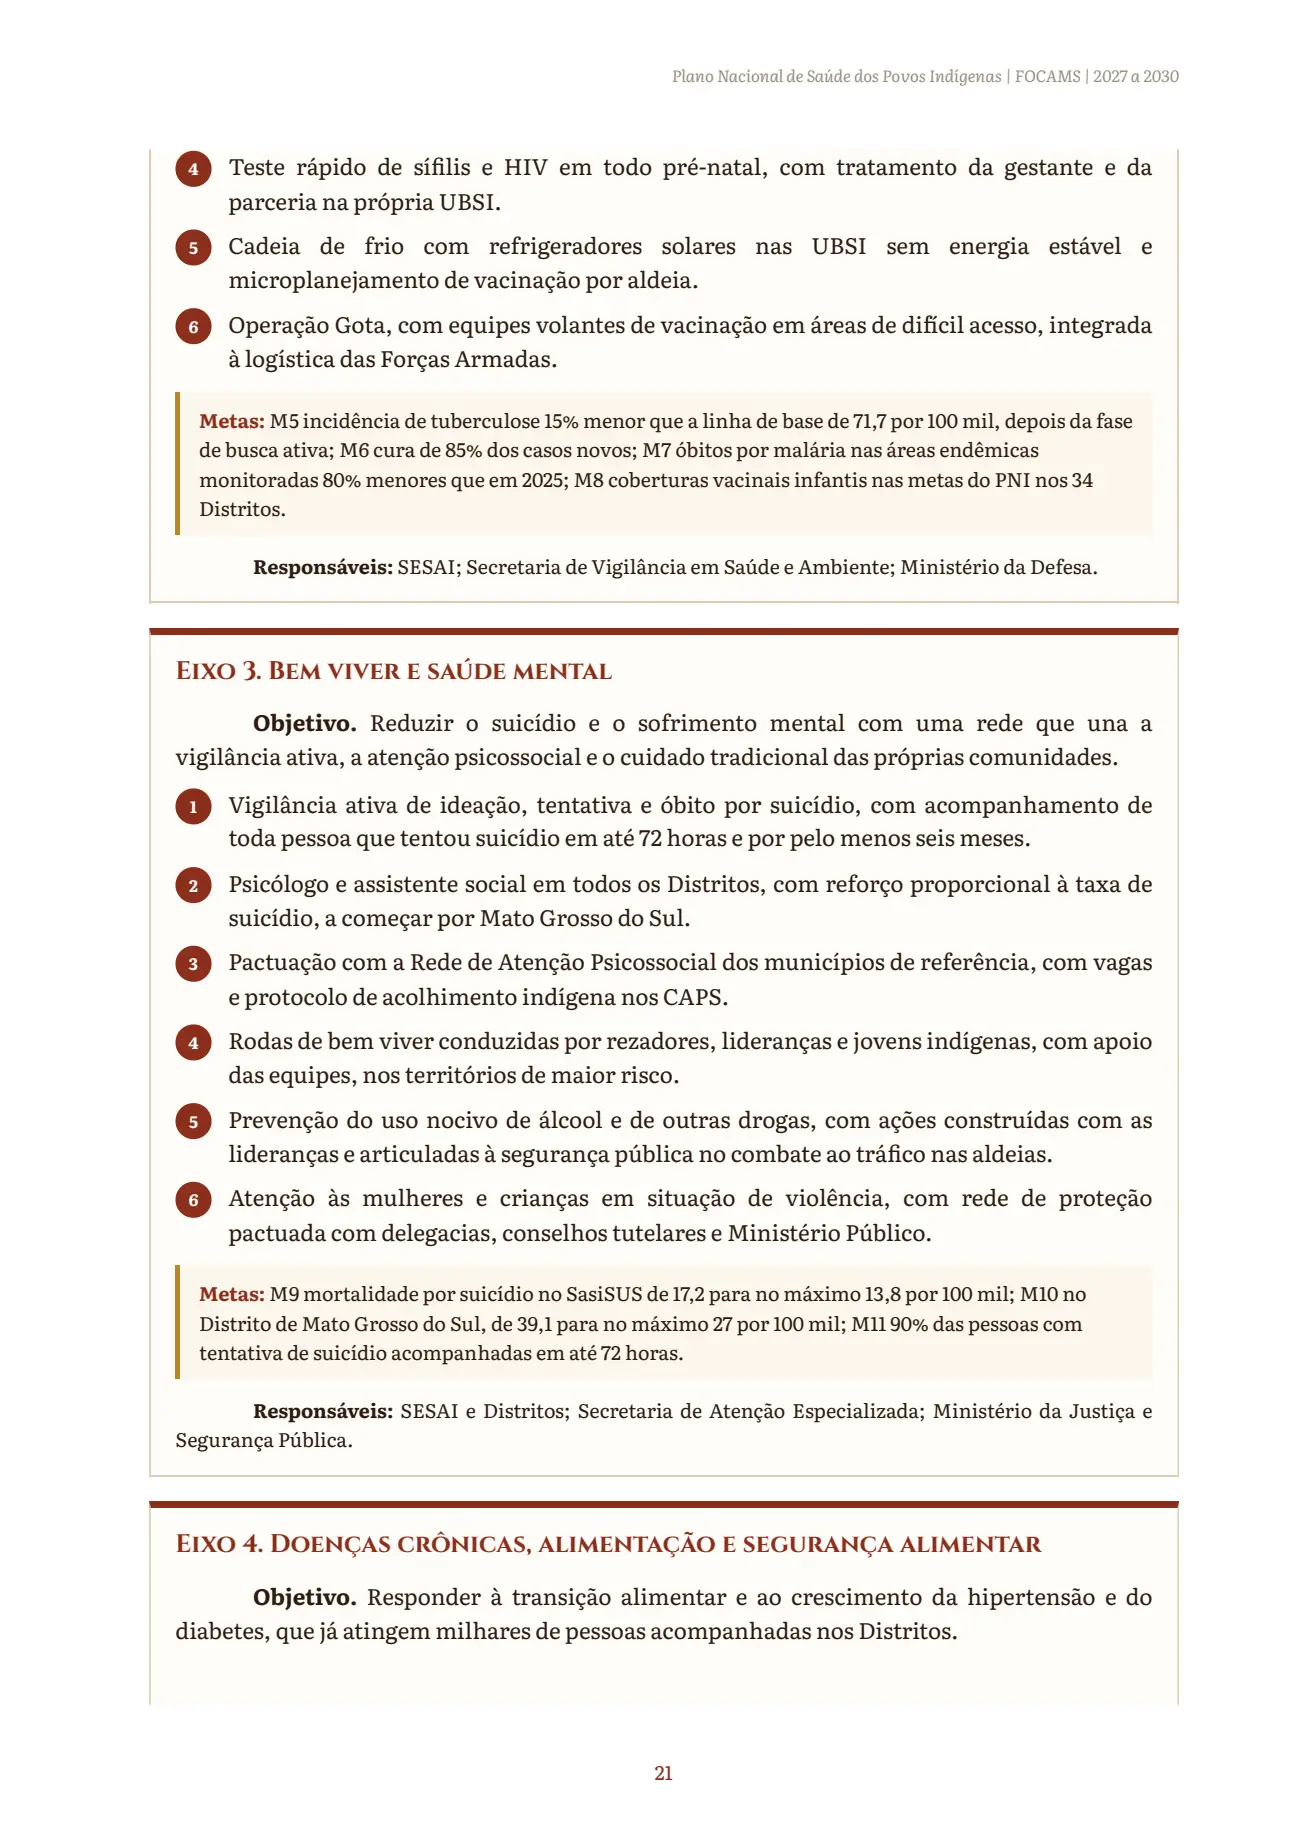 Plano Nacional de Saúde dos Povos Indígenas | FOCAMS | 2027 a 2030
4 Teste rápido de sífilis e HIV em todo pré-natal, com tratamento da gestante e da
parceria na própria UBSI.
5 Cadeia de frio com refrigeradores solares nas UBSI sem energia estável e
microplanejamento de vacinação por aldeia.
6 Operação Gota, com equipes volantes de vacinação em áreas de difícil acesso, integrada
à logística das Forças Armadas.
Metas: M5 incidência de tuberculose 15% menor que a linha de base de 71,7 por 100 mil, depois da fase
de busca ativa; M6 cura de 85% dos casos novos; M7 óbitos por malária nas áreas endêmicas
monitoradas 80% menores que em 2025; M8 coberturas vacinais infantis nas metas do PNI nos 34
Distritos.
Responsáveis: SESAI; Secretaria de Vigilância em Saúde e Ambiente; Ministério da Defesa.
Eixo 3. Bem viver e saúde mental
Objetivo. Reduzir o suicídio e o sofrimento mental com uma rede que una a
vigilância ativa, a atenção psicossocial e o cuidado tradicional das próprias comunidades.
1 Vigilância ativa de ideação, tentativa e óbito por suicídio, com acompanhamento de
toda pessoa que tentou suicídio em até 72 horas e por pelo menos seis meses.
2 Psicólogo e assistente social em todos os Distritos, com reforço proporcional à taxa de
suicídio, a começar por Mato Grosso do Sul.
3 Pactuação com a Rede de Atenção Psicossocial dos municípios de referência, com vagas
e protocolo de acolhimento indígena nos CAPS.
4 Rodas de bem viver conduzidas por rezadores, lideranças e jovens indígenas, com apoio
das equipes, nos territórios de maior risco.
5 Prevenção do uso nocivo de álcool e de outras drogas, com ações construídas com as
lideranças e articuladas à segurança pública no combate ao tráfico nas aldeias.
6 Atenção às mulheres e crianças em situação de violência, com rede de proteção
pactuada com delegacias, conselhos tutelares e Ministério Público.
Metas: M9 mortalidade por suicídio no SasiSUS de 17,2 para no máximo 13,8 por 100 mil; M10 no
Distrito de Mato Grosso do Sul, de 39,1 para no máximo 27 por 100 mil; M11 90% das pessoas com
tentativa de suicídio acompanhadas em até 72 horas.
Responsáveis: SESAI e Distritos; Secretaria de Atenção Especializada; Ministério da Justiça e
Segurança Pública.
Eixo 4. Doenças crônicas, alimentação e segurança alimentar
Objetivo. Responder à transição alimentar e ao crescimento da hipertensão e do
diabetes, que já atingem milhares de pessoas acompanhadas nos Distritos.
21